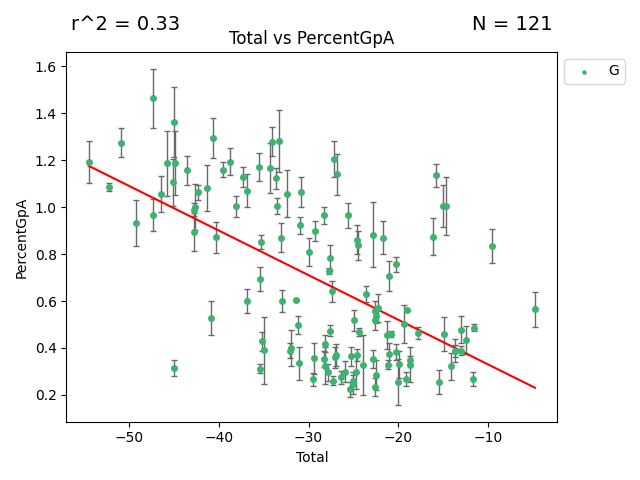 r^2 = 0.33 N = 121
Total vs PercentGpA
G
1.6
1.4
1.2
1.0
0.8
0.6
0.4
0.2
PercentGpA
−50 −40 −30 −20 −10
Total